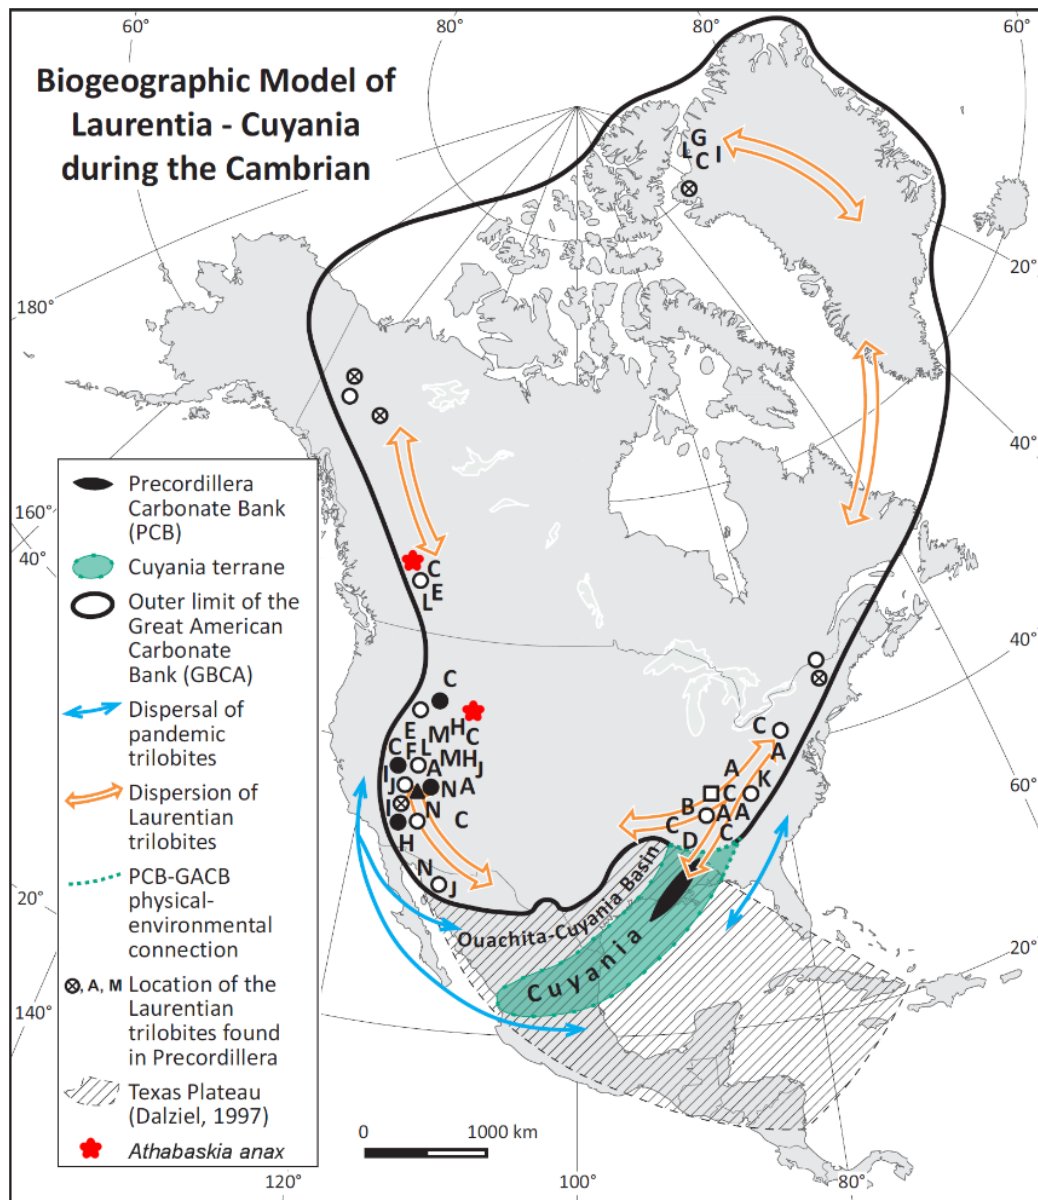 60°
80°
80°
60°
Biogeographic Model of
Laurentia - Cuyania
during the Cambrian
G
L
C I
180°
20°
40°
160°
40°
C
E
L
40°
60°
20°
20°
140°
C
E
M H
C
C F L
M H
I
J
A
N A
J
I
N
C
H
N
J
C
A
A
K
C
B
A A
C
D
C
Ouachita-Cuyania Basin
Cuyania
Precordillera
Carbonate Bank
(PCB)
Cuyania terrane
Outer limit of the
Great American
Carbonate
Bank (GBCA)
Dispersal of
pandemic
trilobites
Dispersion of
Laurentian
trilobites
PCB-GACB
physical-
environmental
connection
, A, M Location of the
Laurentian
trilobites found
in Precordillera
Texas Plateau
(Dalziel, 1997)
Athabaskia anax
0 1000 km
120°
100°
80°